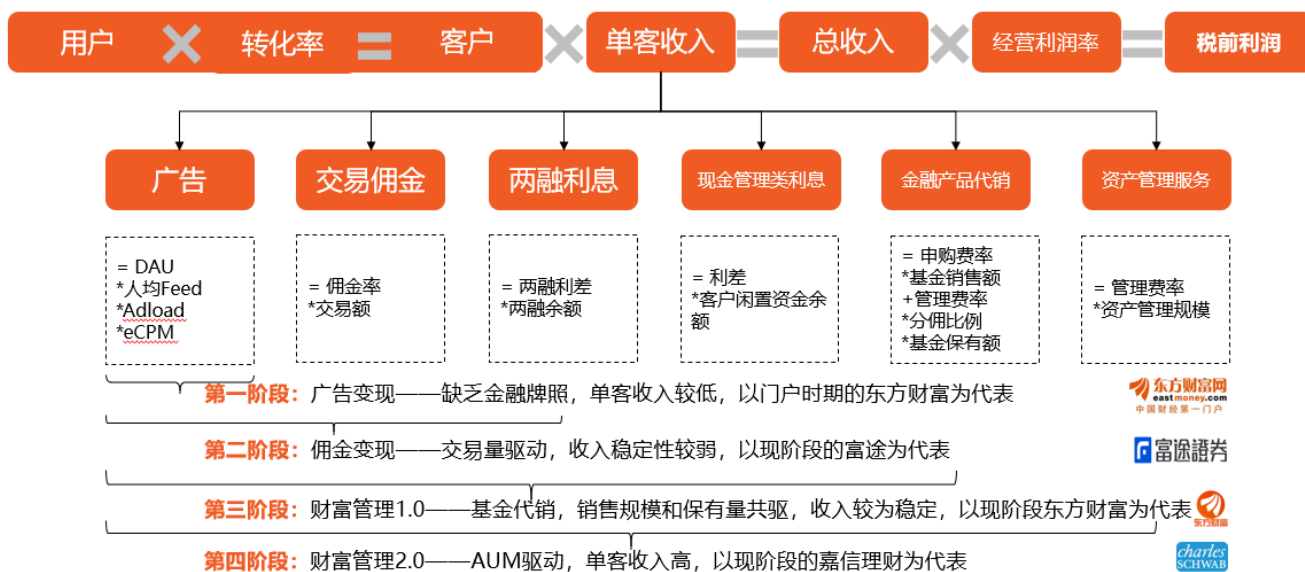 用户 × 转化率 = 客户 × 单客收入 = 总收入 × 经营利润率 = 税前利润
广告
交易佣金
两融利息
现金管理类利息
金融产品代销
资产管理服务
= DAU
*人均Feed
*Adload
*eCPM
= 佣金率
*交易额
= 两融利差
*两融余额
= 利差
*客户闲置资金余
额
= 申购费率
*基金销售额
+管理费率
*分佣比例
*基金保有额
= 管理费率
*资产管理规模
第一阶段：广告变现——缺乏金融牌照，单客收入较低，以门户时期的东方财富为代表
东方财富网
eastmoney.com
中国财经第一门户
第二阶段：佣金变现——交易量驱动，收入稳定性较弱，以现阶段的富途为代表
富途證券
第三阶段：财富管理1.0——基金代销，销售规模和保有量共驱，收入较为稳定，以现阶段东方财富为代表
东方财富
第四阶段：财富管理2.0——AUM驱动，单客收入高，以现阶段的嘉信理财为代表
charles
SCHWAB